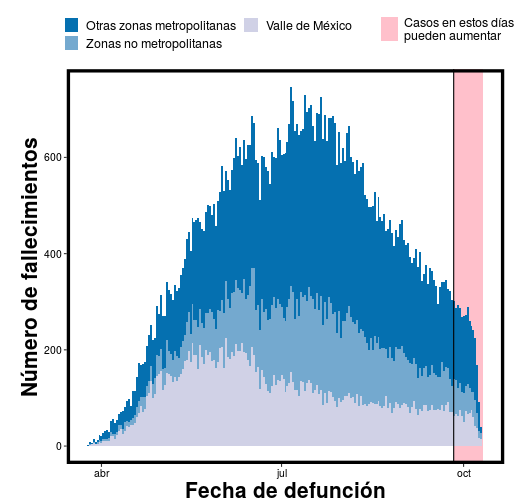 Otras zonas metropolitanas
Valle de México
Zonas no metropolitanas
Casos en estos días
pueden aumentar
Número de fallecimientos
600
400
200
0
abr
jul
oct
Fecha de defunción